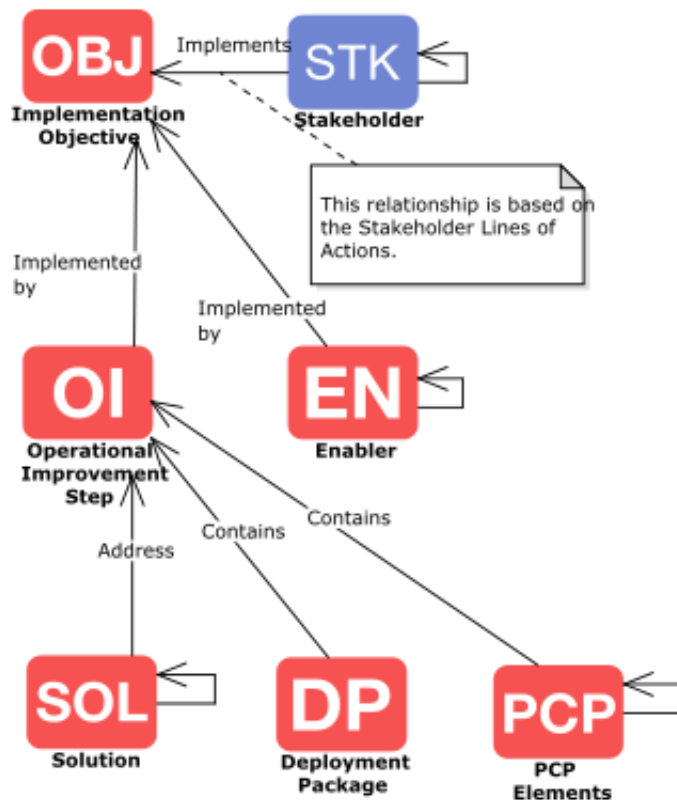 OBJ
Implementation
Objective
Implements
STK
Stakeholder
This relationship is based on
the Stakeholder Lines of
Actions.
Implemented
by
Implemented
by
OI
Operational
Improvement
Step
EN
Enabler
Address
Contains
Contains
SOL
Solution
DP
Deployment
Package
PCP
PCP
Elements